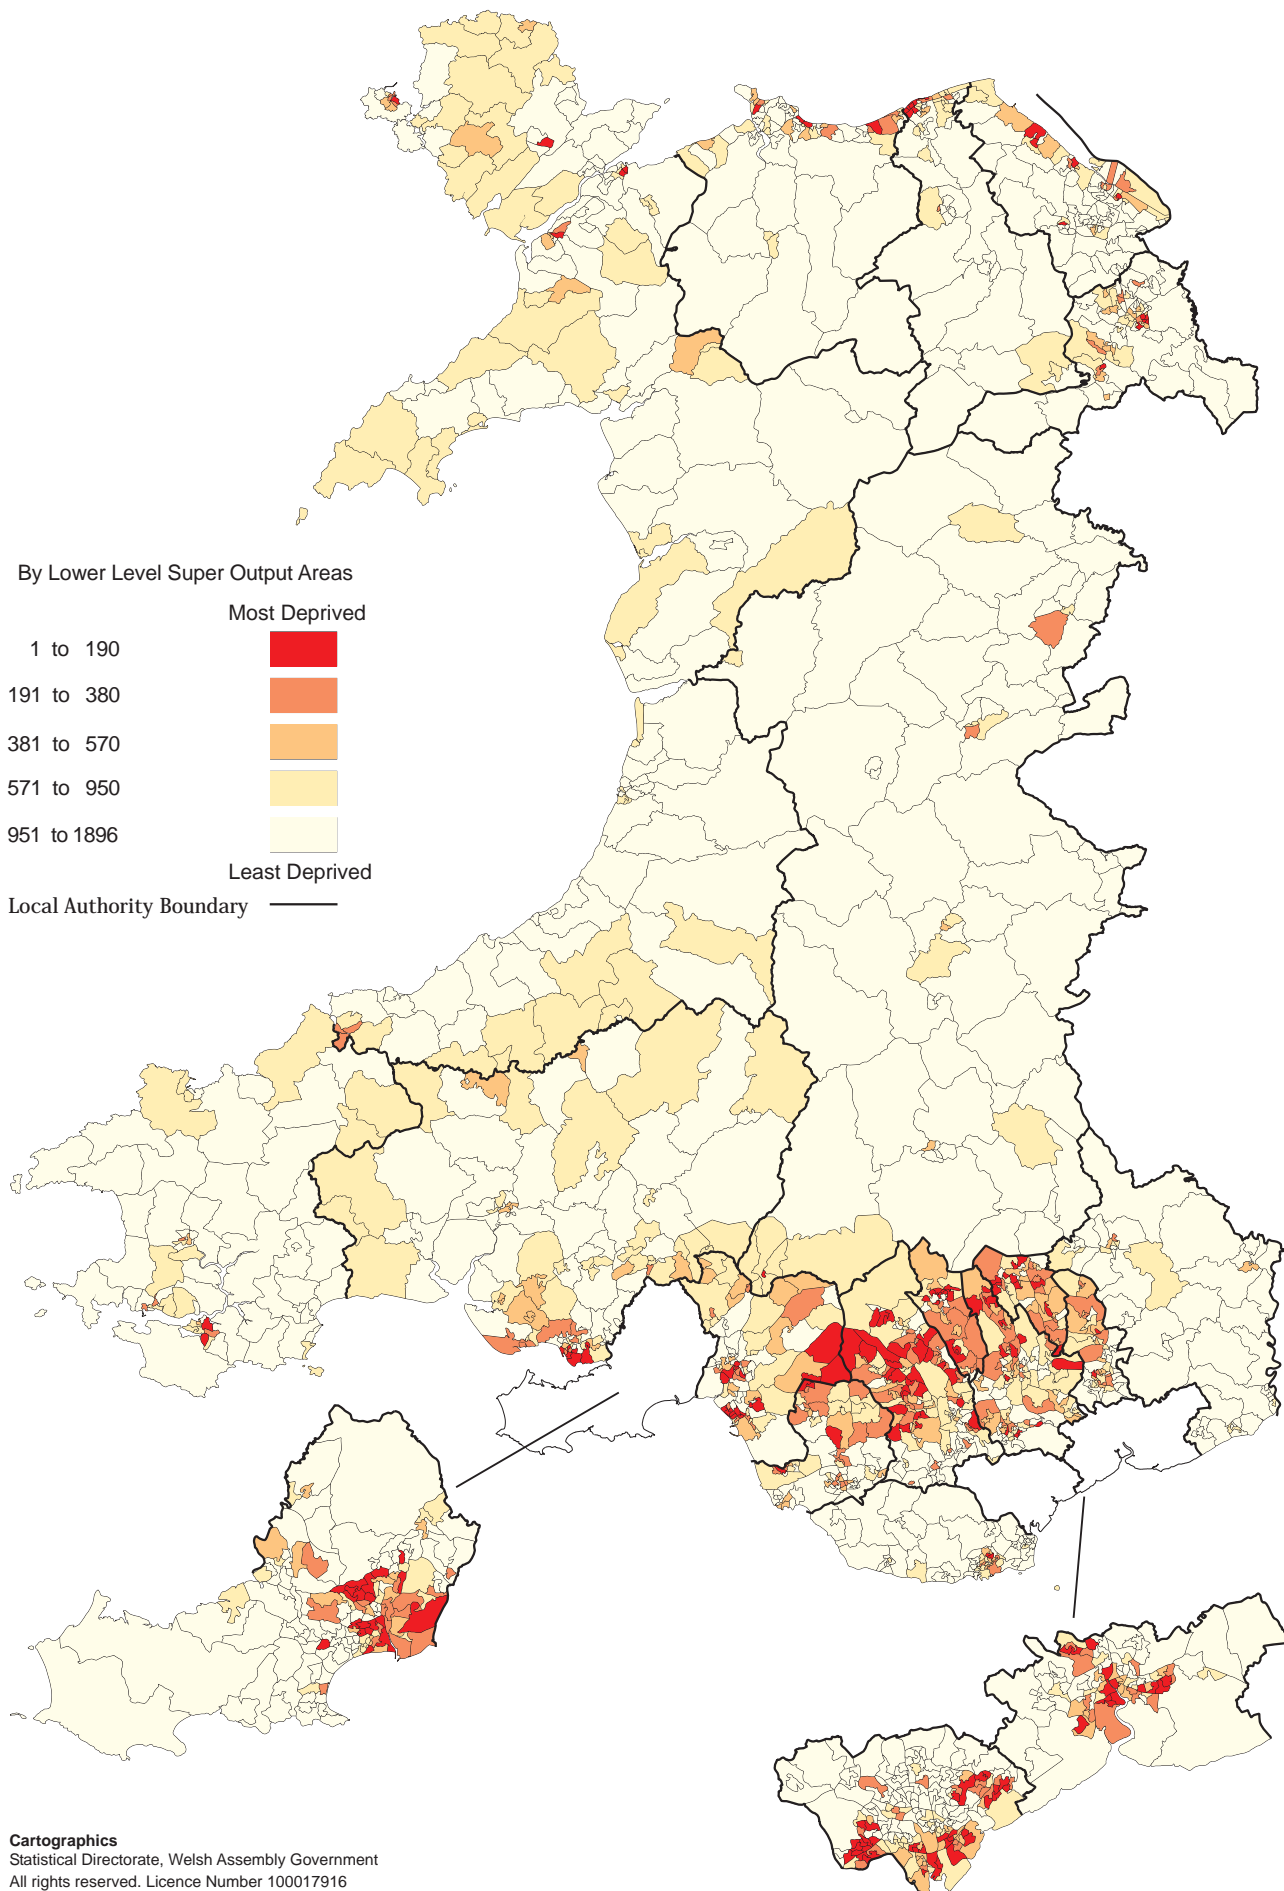 By Lower Level Super Output Areas
Most Deprived
1 to 190
191 to 380
381 to 570
571 to 950
951 to 1896
Least Deprived
Local Authority Boundary
Cartographics
Statistical Directorate, Welsh Assembly Government
All rights reserved. Licence Number 100017916